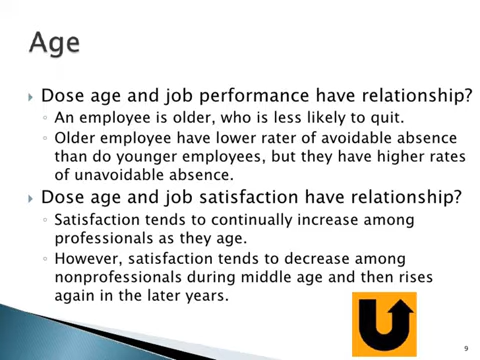 Age
Dose age and job performance have relationship?
An employee is older, who is less likely to quit.
Older employee have lower rater of avoidable absence
than do younger employees, but they have higher rates
of unavoidable absence.
Dose age and job satisfaction have relationship?
Satisfaction tends to continually increase among
professionals as they age.
However, satisfaction tends to decrease among
nonprofessionals during middle age and then rises
again in the later years.
9